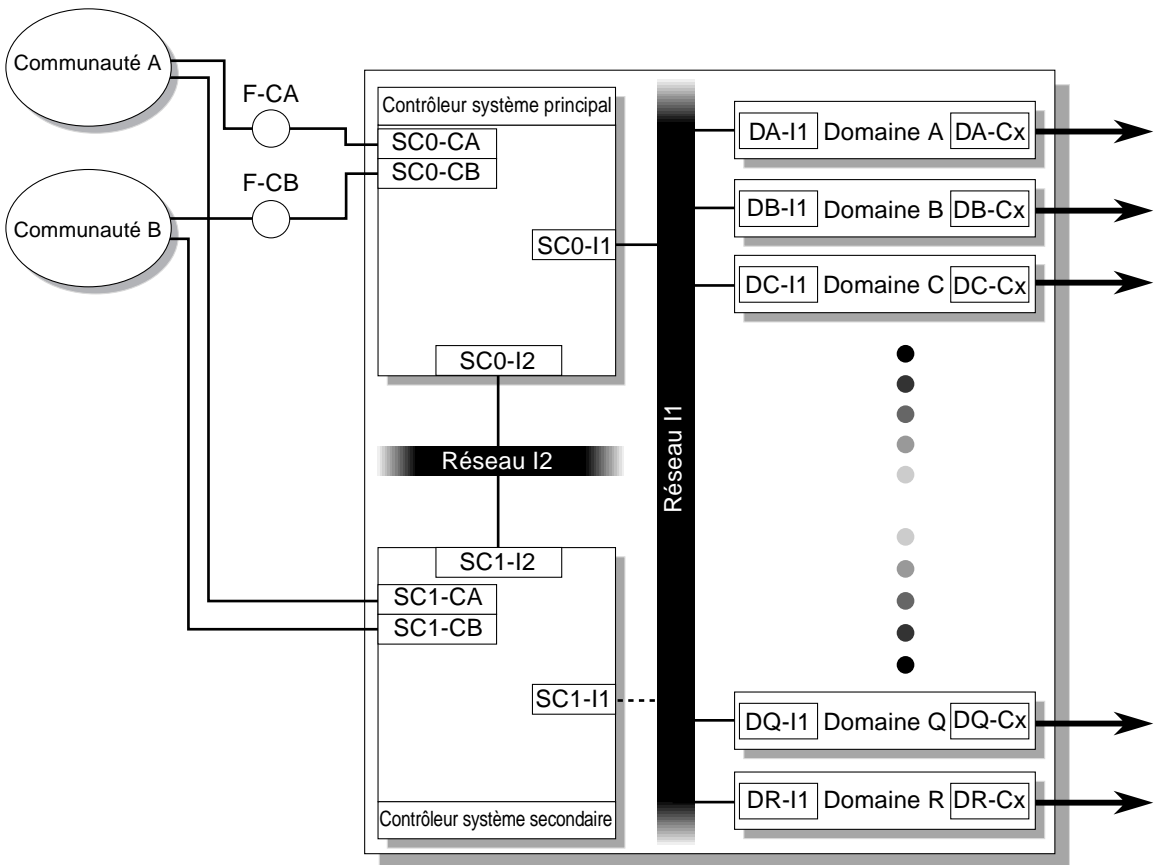 Communauté A
F-CA
Communauté B
F-CB
Contrôleur système principal
SC0-CA
SC0-CB
SC0-I1
SC0-I2
Réseau I2
SC1-I2
SC1-CA
SC1-CB
SC1-I1
Contrôleur système secondaire
Réseau I1
DA-I1 Domaine A DA-Cx
DB-I1 Domaine B DB-Cx
DC-I1 Domaine C DC-Cx
DQ-I1 Domaine Q DQ-Cx
DR-I1 Domaine R DR-Cx